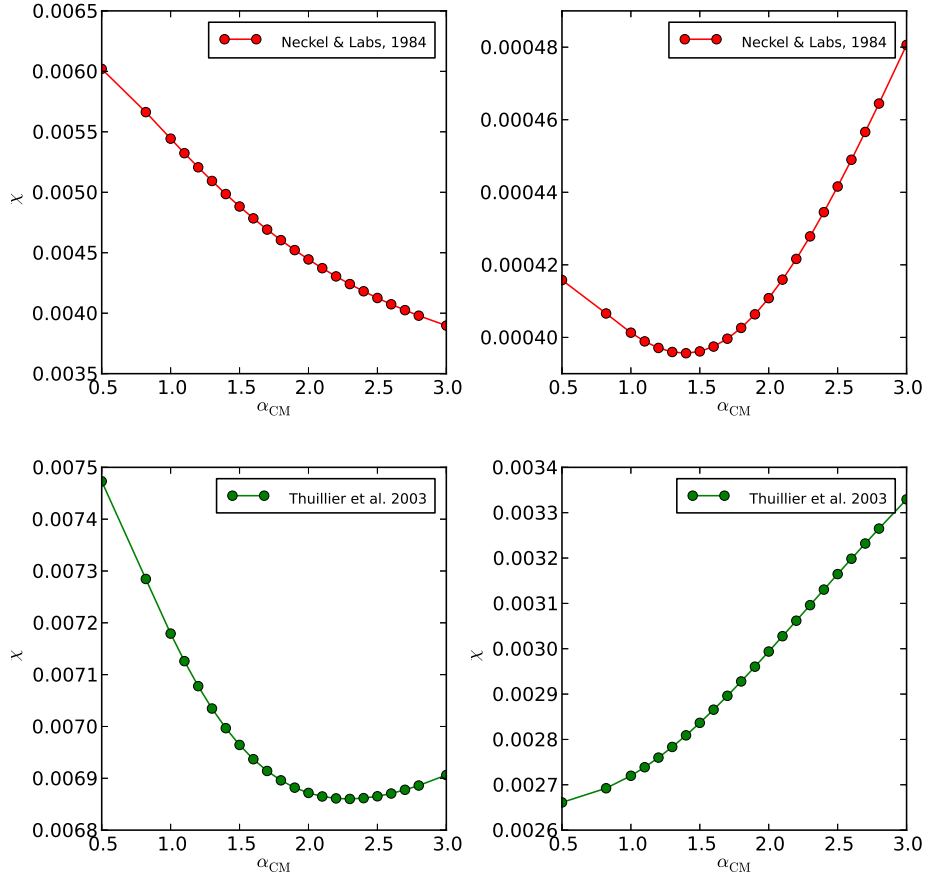 0.0065
0.0060
0.0055
0.0050
0.0045
0.0040
0.0035
χ
Neckel & Labs, 1984
0.5 1.0 1.5 2.0 2.5 3.0
α_CM
0.00048
0.00046
0.00044
0.00042
0.00040
Neckel & Labs, 1984
0.5 1.0 1.5 2.0 2.5 3.0
α_CM
0.0075
0.0074
0.0073
0.0072
0.0071
0.0070
0.0069
0.0068
χ
Thuillier et al. 2003
0.5 1.0 1.5 2.0 2.5 3.0
α_CM
0.0034
0.0033
0.0032
0.0031
0.0030
0.0029
0.0028
0.0027
0.0026
χ
Thuillier et al. 2003
0.5 1.0 1.5 2.0 2.5 3.0
α_CM